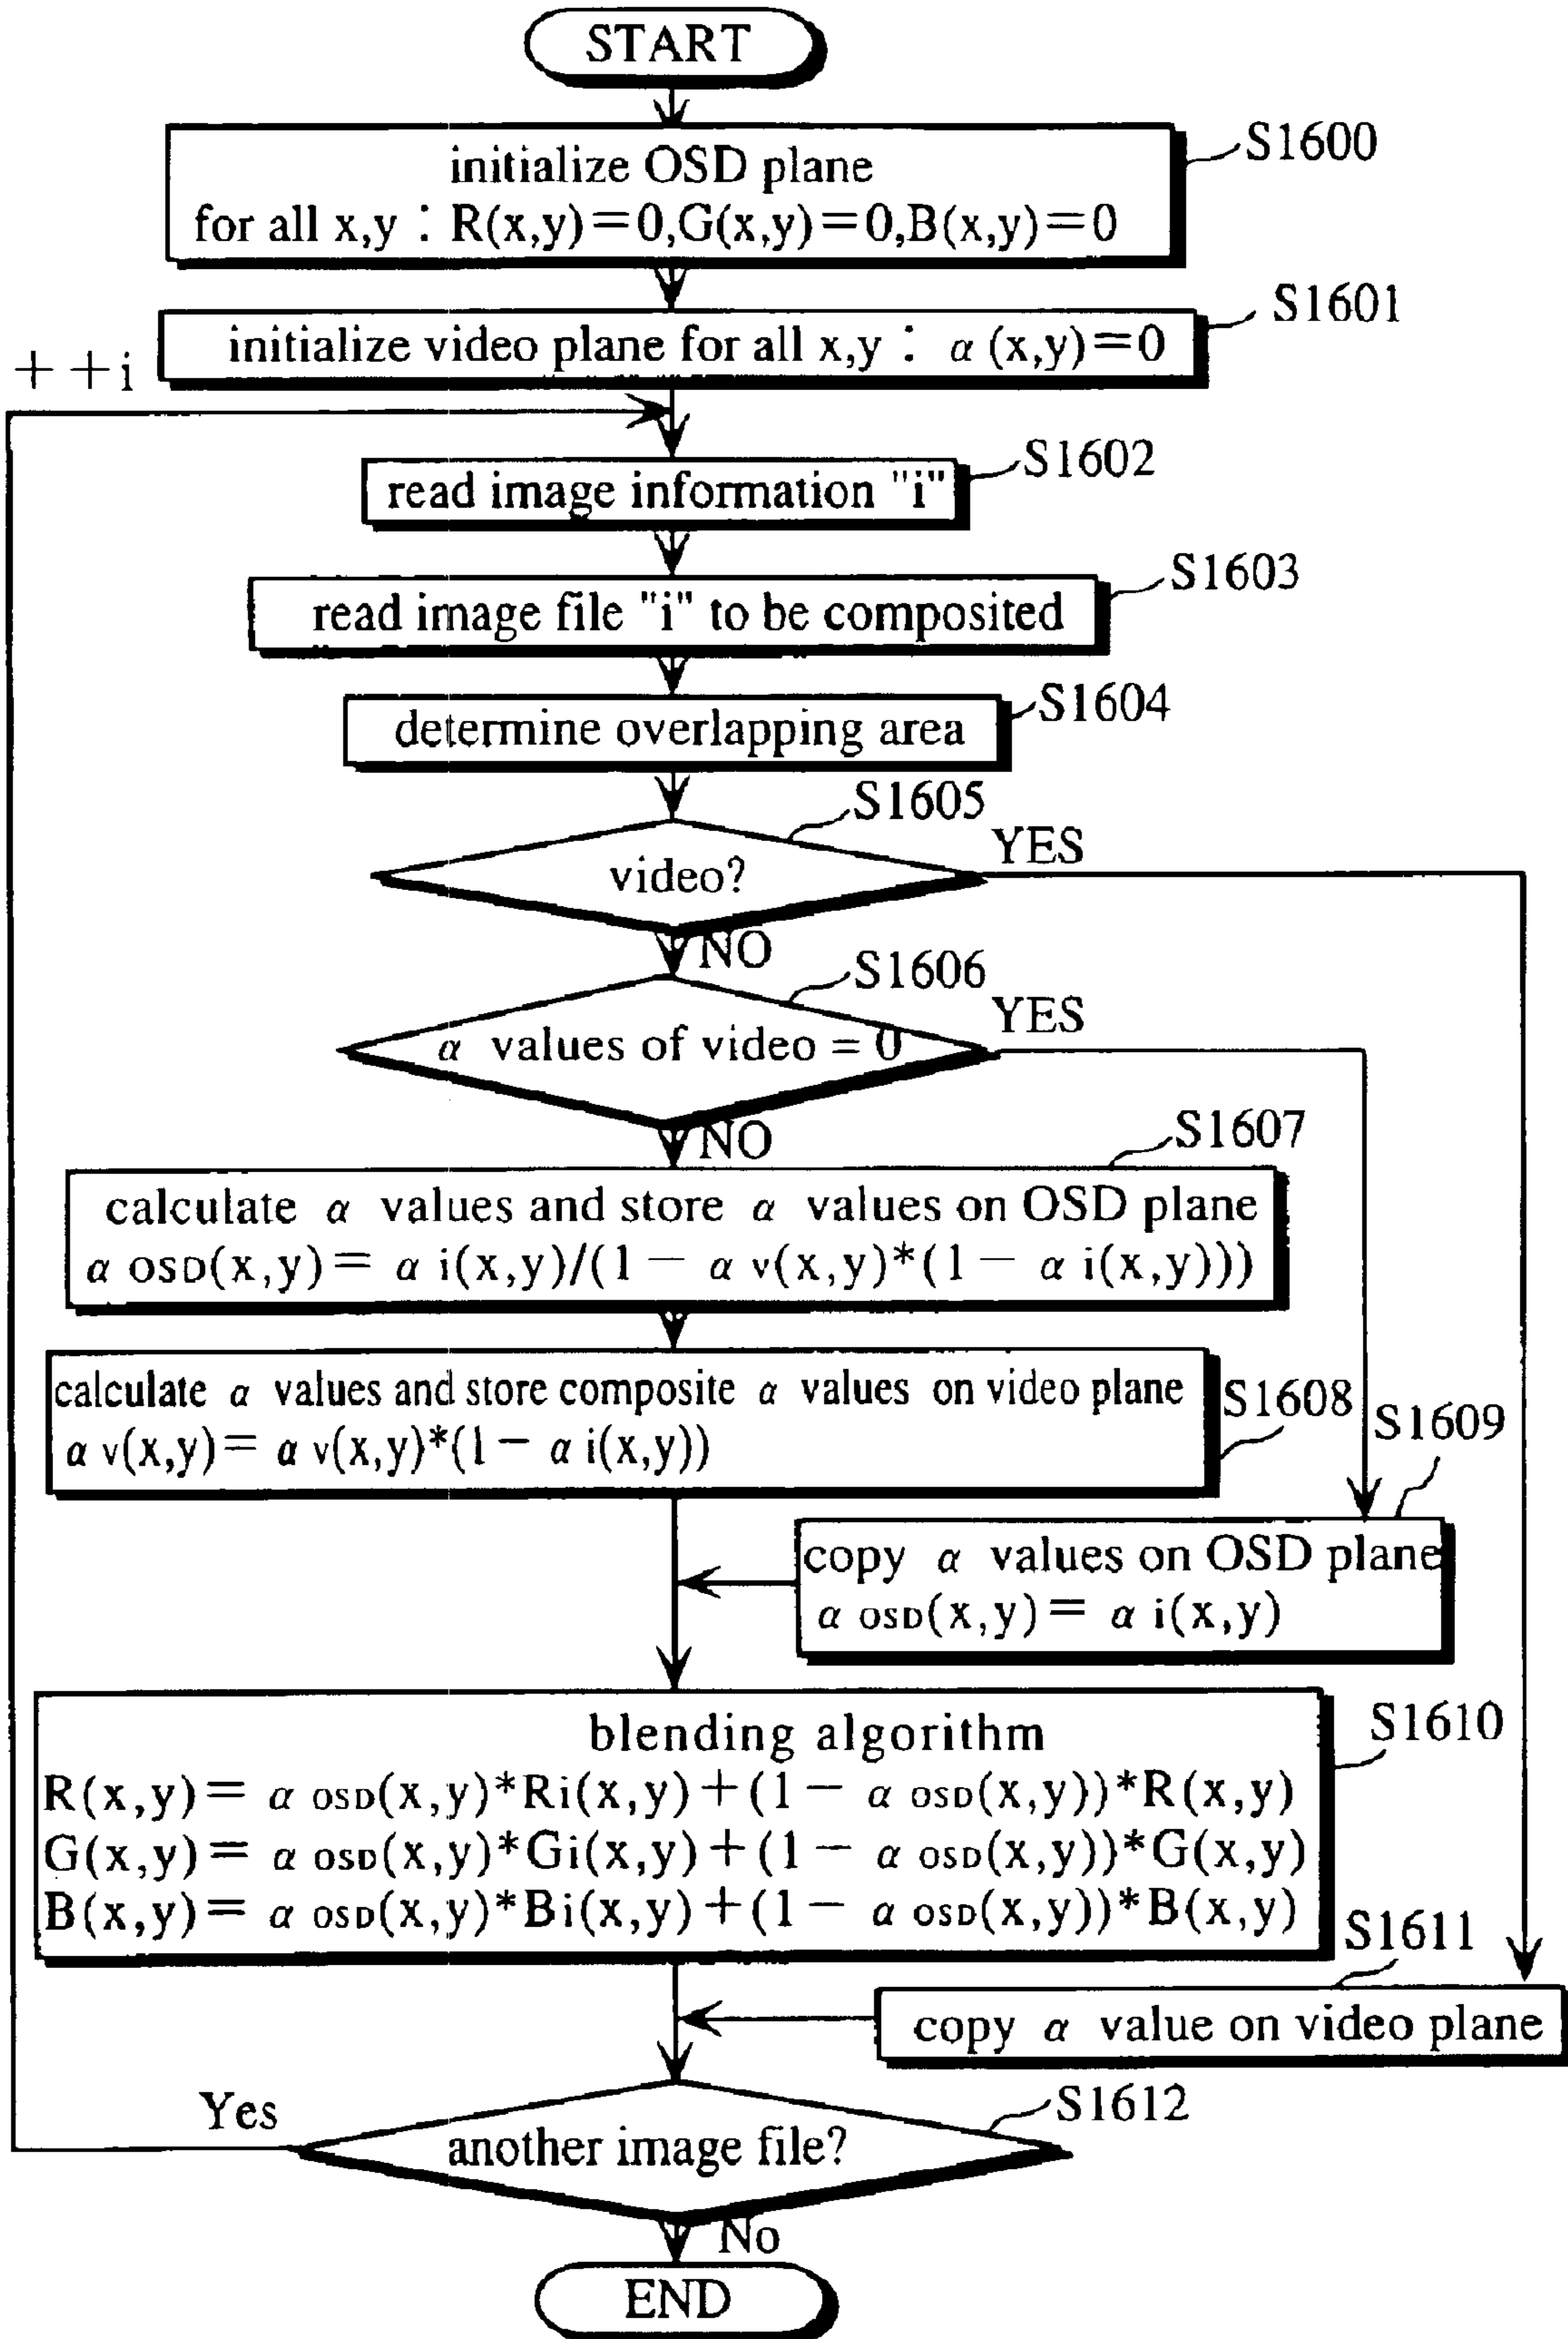 START
S1600
initialize OSD plane
for all x,y : R(x,y)=0,G(x,y)=0,B(x,y)=0
S1601
initialize video plane for all x,y : α (x,y)=0
++i
S1602
read image information "i"
S1603
read image file "i" to be composited
S1604
determine overlapping area
S1605
video?
YES
NO
S1606
α values of video = 0
YES
NO
S1607
calculate α values and store α values on OSD plane
α OSD(x,y)= α i(x,y)/(1- α v(x,y)*(1- α i(x,y)))
S1608
calculate α values and store composite α values on video plane
α v(x,y)= α v(x,y)*(1- α i(x,y))
S1609
copy α values on OSD plane
α OSD(x,y)= α i(x,y)
S1610
blending algorithm
R(x,y)= α OSD(x,y)*Ri(x,y)+(1- α OSD(x,y))*R(x,y)
G(x,y)= α OSD(x,y)*Gi(x,y)+(1- α OSD(x,y))*G(x,y)
B(x,y)= α OSD(x,y)*Bi(x,y)+(1- α OSD(x,y))*B(x,y)
S1611
copy α value on video plane
S1612
Yes
another image file?
No
END